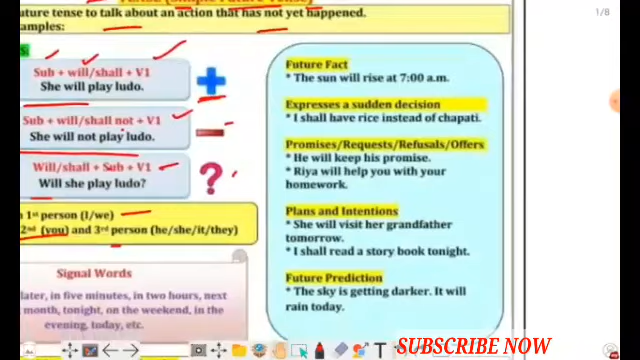 (Simple Future Tense)
uture tense to talk about an action that has not yet happened.
amples:
1/8
Sub + will/shall + V1
She will play ludo.
Sub + will/shall not + V1
She will not play ludo.
Will/shall + Sub + V1
Will she play ludo?
1st person (I/we)
2nd (you) and 3rd person (he/she/it/they)
Signal Words
later, in five minutes, in two hours, next
month, tonight, on the weekend, in the
evening, today, etc.
Future Fact
* The sun will rise at 7:00 a.m.
Expresses a sudden decision
* I shall have rice instead of chapati.
Promises/Requests/Refusals/Offers
* He will keep his promise.
* Riya will help you with your
homework.
Plans and Intentions
* She will visit her grandfather
tomorrow.
* I shall read a story book tonight.
Future Prediction
* The sky is getting darker. It will
rain today.
SUBSCRIBE NOW